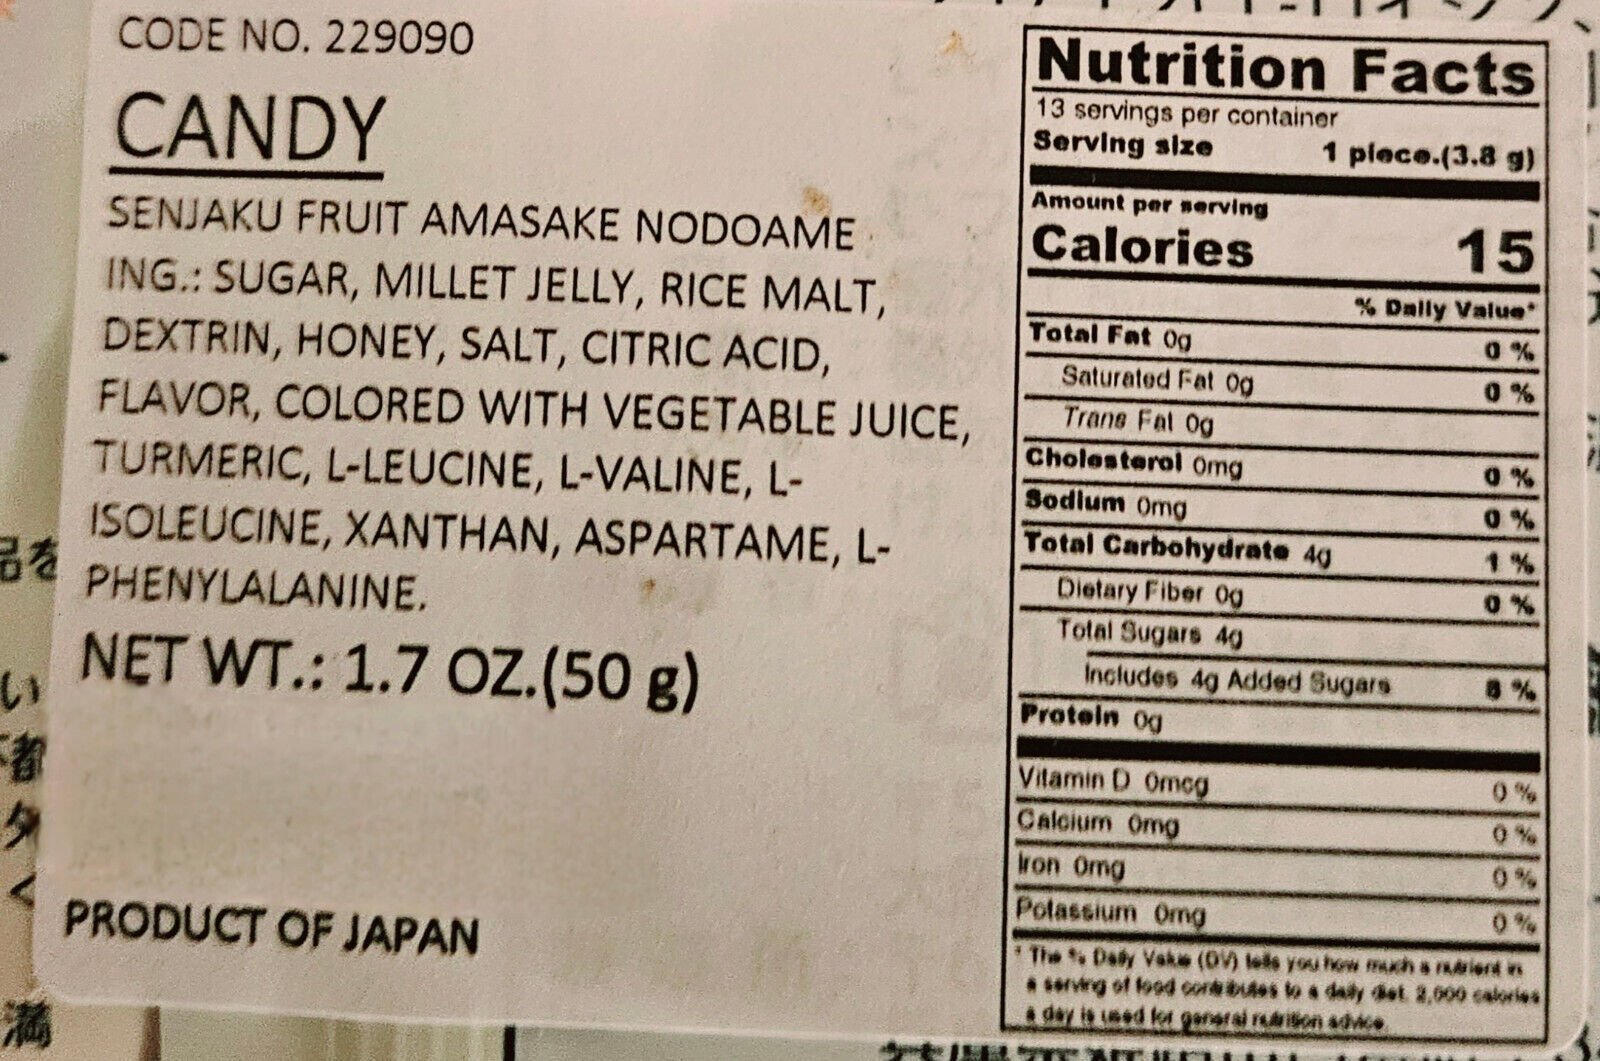 CODE NO. 229090
CANDY
SENJAKU FRUIT AMASAKE NODOAME
ING.: SUGAR, MILLET JELLY, RICE MALT,
DEXTRIN, HONEY, SALT, CITRIC ACID,
FLAVOR, COLORED WITH VEGETABLE JUICE,
TURMERIC, L-LEUCINE, L-VALINE, L-
ISOLEUCINE, XANTHAN, ASPARTAME, L-
PHENYLALANINE.
NET WT.: 1.7 OZ.(50 g)
PRODUCT OF JAPAN
Nutrition Facts
13 servings per container
Serving size 1 piece.(3.8 g)
Amount per serving
Calories 15
% Daily Value*
Total Fat 0g 0 %
Saturated Fat 0g 0 %
Trans Fat 0g
Cholesterol 0mg 0 %
Sodium 0mg 0 %
Total Carbohydrate 4g 1 %
Dietary Fiber 0g 0 %
Total Sugars 4g
Includes 4g Added Sugars 8 %
Protein 0g
Vitamin D 0mcg 0 %
Calcium 0mg 0 %
Iron 0mg 0 %
Potassium 0mg 0 %
* The % Daily Value (DV) tells you how much a nutrient in
a serving of food contributes to a daily diet. 2,000 calories
a day is used for general nutrition advice.
品を
い
都
タ
く
満